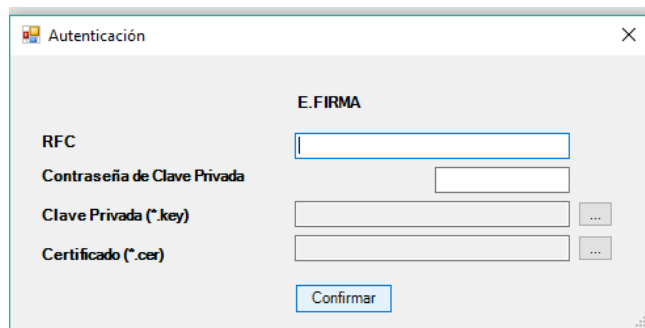 Autenticación
E.FIRMA
RFC
Contraseña de Clave Privada
Clave Privada (*.key)
...
Certificado (*.cer)
...
Confirmar